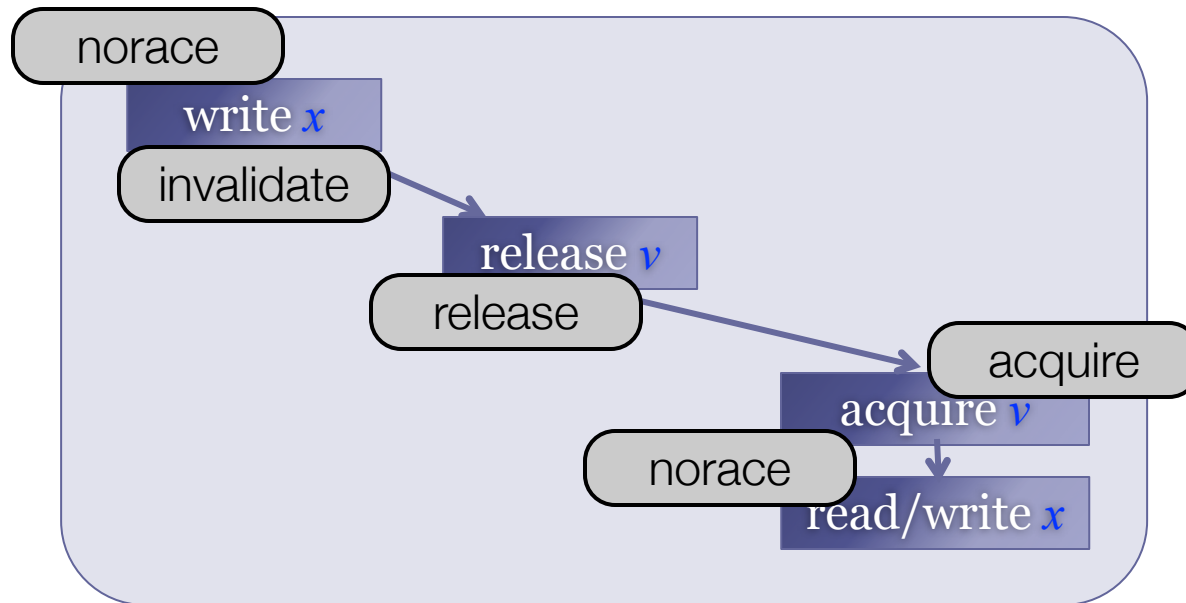 norace
write x
invalidate
release v
release
acquire
acquire v
norace
read/write x